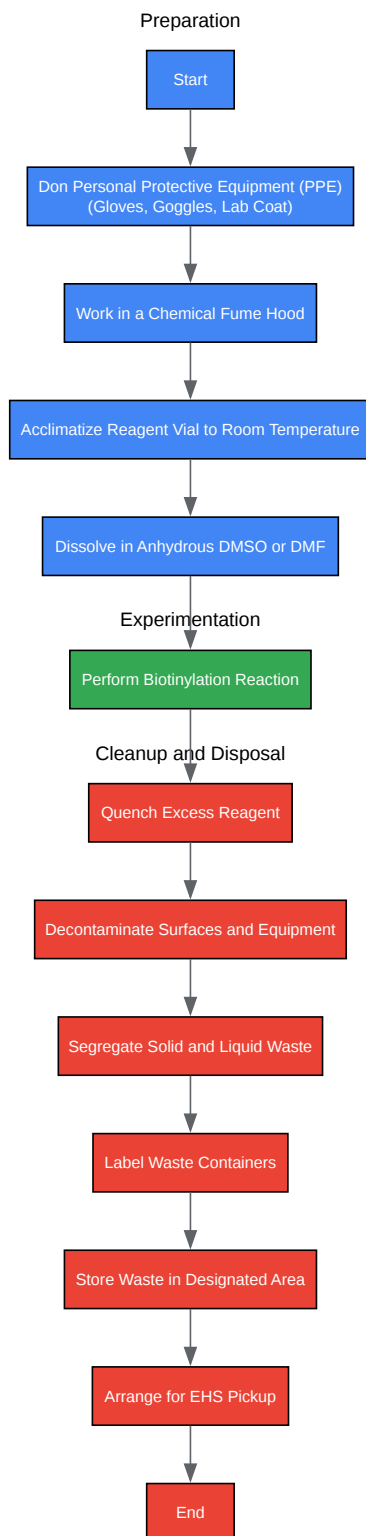 Preparation
Start
Don Personal Protective Equipment (PPE)
(Gloves, Goggles, Lab Coat)
Work in a Chemical Fume Hood
Acclimatize Reagent Vial to Room Temperature
Dissolve in Anhydrous DMSO or DMF
Experimentation
Perform Biotinylation Reaction
Cleanup and Disposal
Quench Excess Reagent
Decontaminate Surfaces and Equipment
Segregate Solid and Liquid Waste
Label Waste Containers
Store Waste in Designated Area
Arrange for EHS Pickup
End